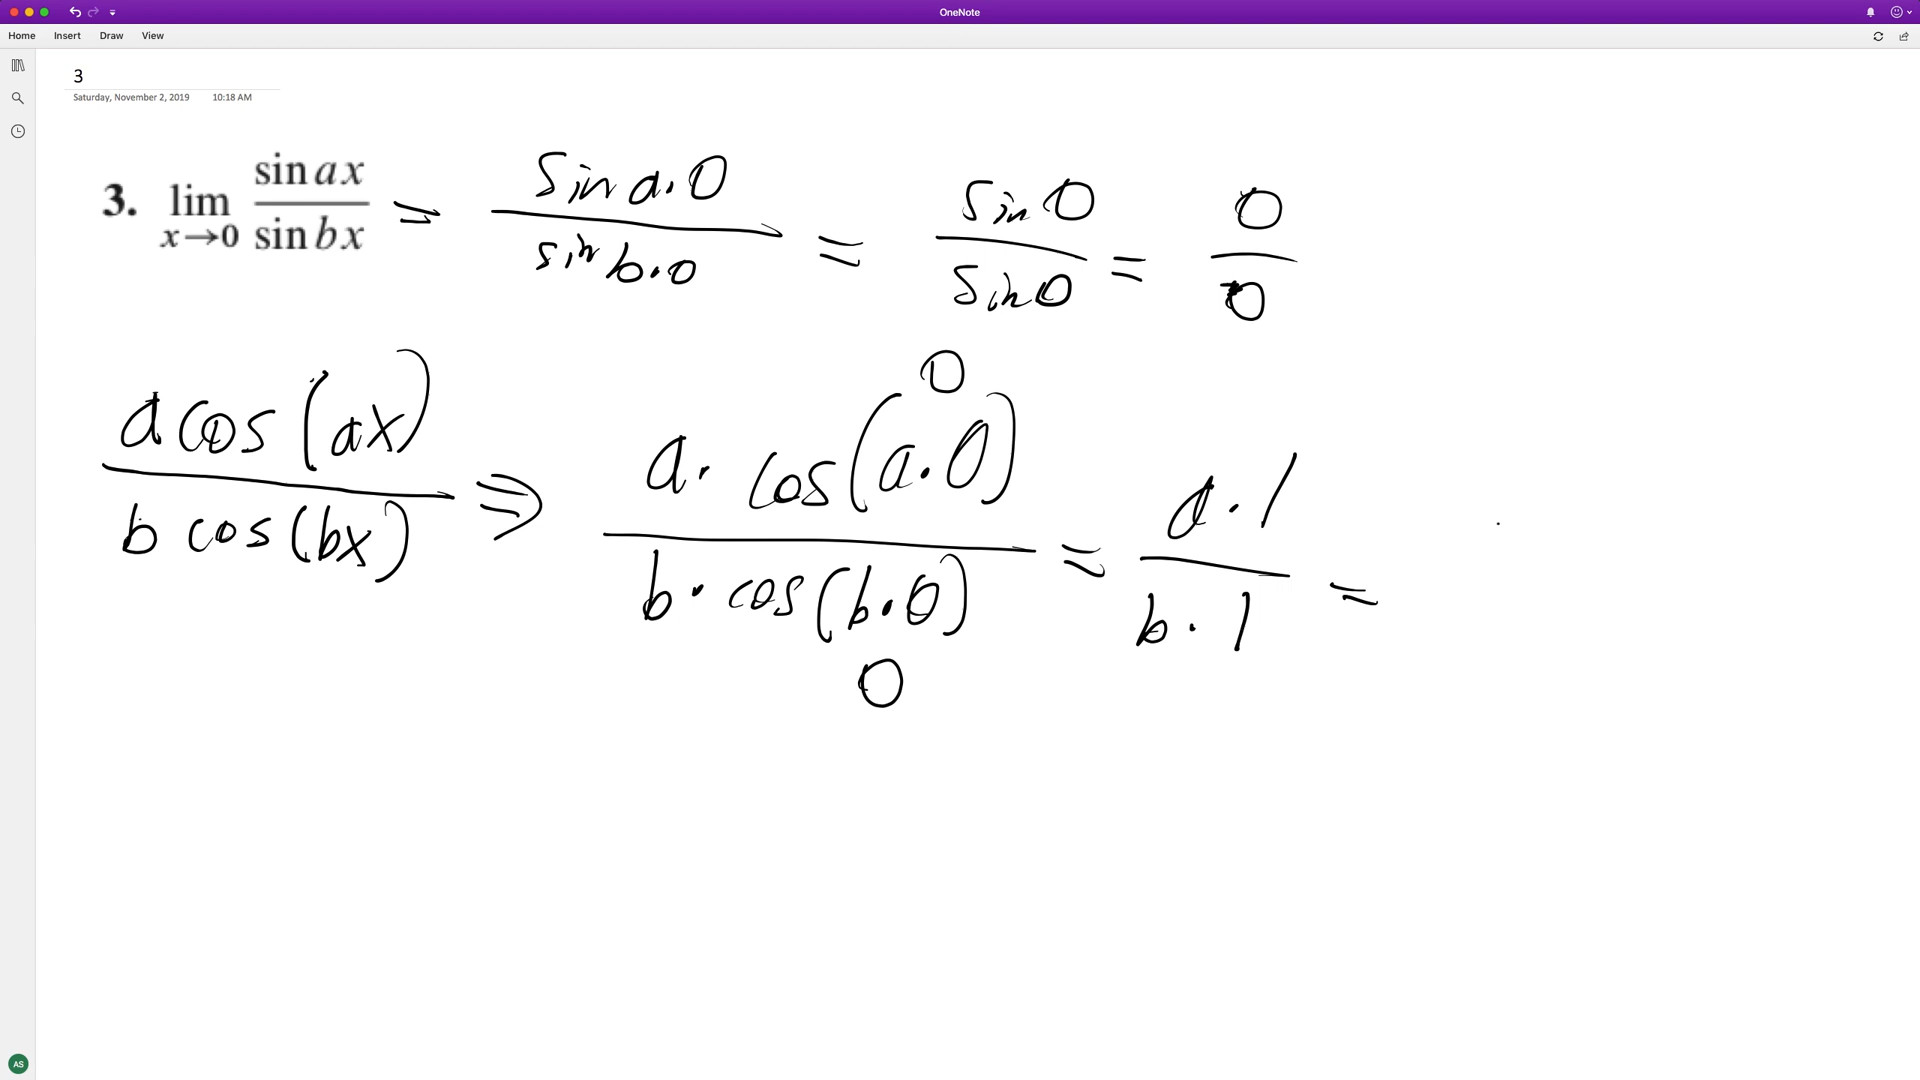 OneNote
Home Insert Draw View
3
Saturday, November 2, 2019 10:18 AM
3. lim x→0 sin ax / sin bx = sin a·0 / sin b·0 = sin 0 / sin 0 = 0 / 0
a cos(ax) / b cos(bx) ⇒ a· cos(a·0) / b· cos(b·0) = a·1 / b·1 =
0
0
AS